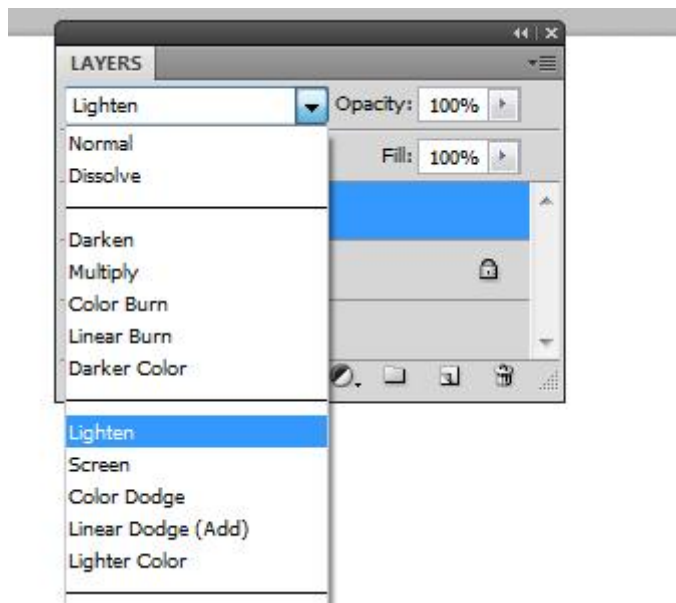 LAYERS
Lighten Opacity: 100%
Normal
Fill: 100%
Dissolve
Darken
Multiply
Color Burn
Linear Burn
Darker Color
Lighten
Screen
Color Dodge
Linear Dodge (Add)
Lighter Color